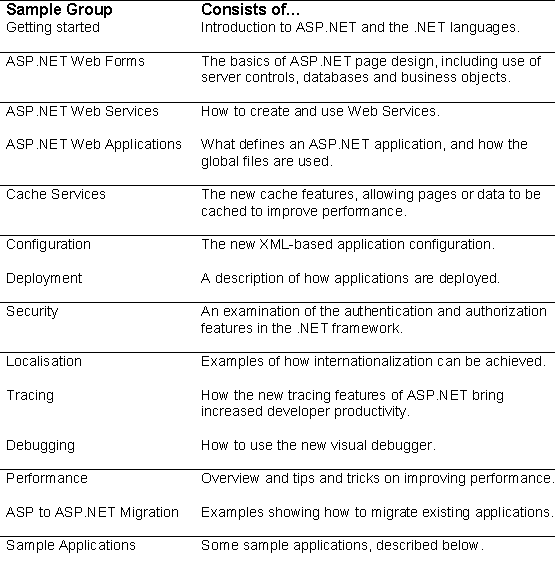 Sample Group Consists of...
Getting started Introduction to ASP.NET and the .NET languages.
ASP.NET Web Forms The basics of ASP.NET page design, including use of
server controls, databases and business objects.
ASP.NET Web Services How to create and use Web Services.
ASP.NET Web Applications What defines an ASP.NET application, and how the
global files are used.
Cache Services The new cache features, allowing pages or data to be
cached to improve performance.
Configuration The new XML-based application configuration.
Deployment A description of how applications are deployed.
Security An examination of the authentication and authorization
features in the .NET framework.
Localisation Examples of how internationalization can be achieved.
Tracing How the new tracing features of ASP.NET bring
increased developer productivity.
Debugging How to use the new visual debugger.
Performance Overview and tips and tricks on improving performance.
ASP to ASP.NET Migration Examples showing how to migrate existing applications.
Sample Applications Some sample applications, described below.